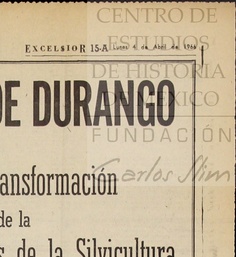 CENTRO DE
ESTUDIOS
EXCELSIOR 15-A Lunes 4 de Abril de 1966
DE HISTORIA
DE MÉXICO
DE DURANGO
FUNDACIÓN
Carlos Slim
ansformación
de la
s de la Silvicultura